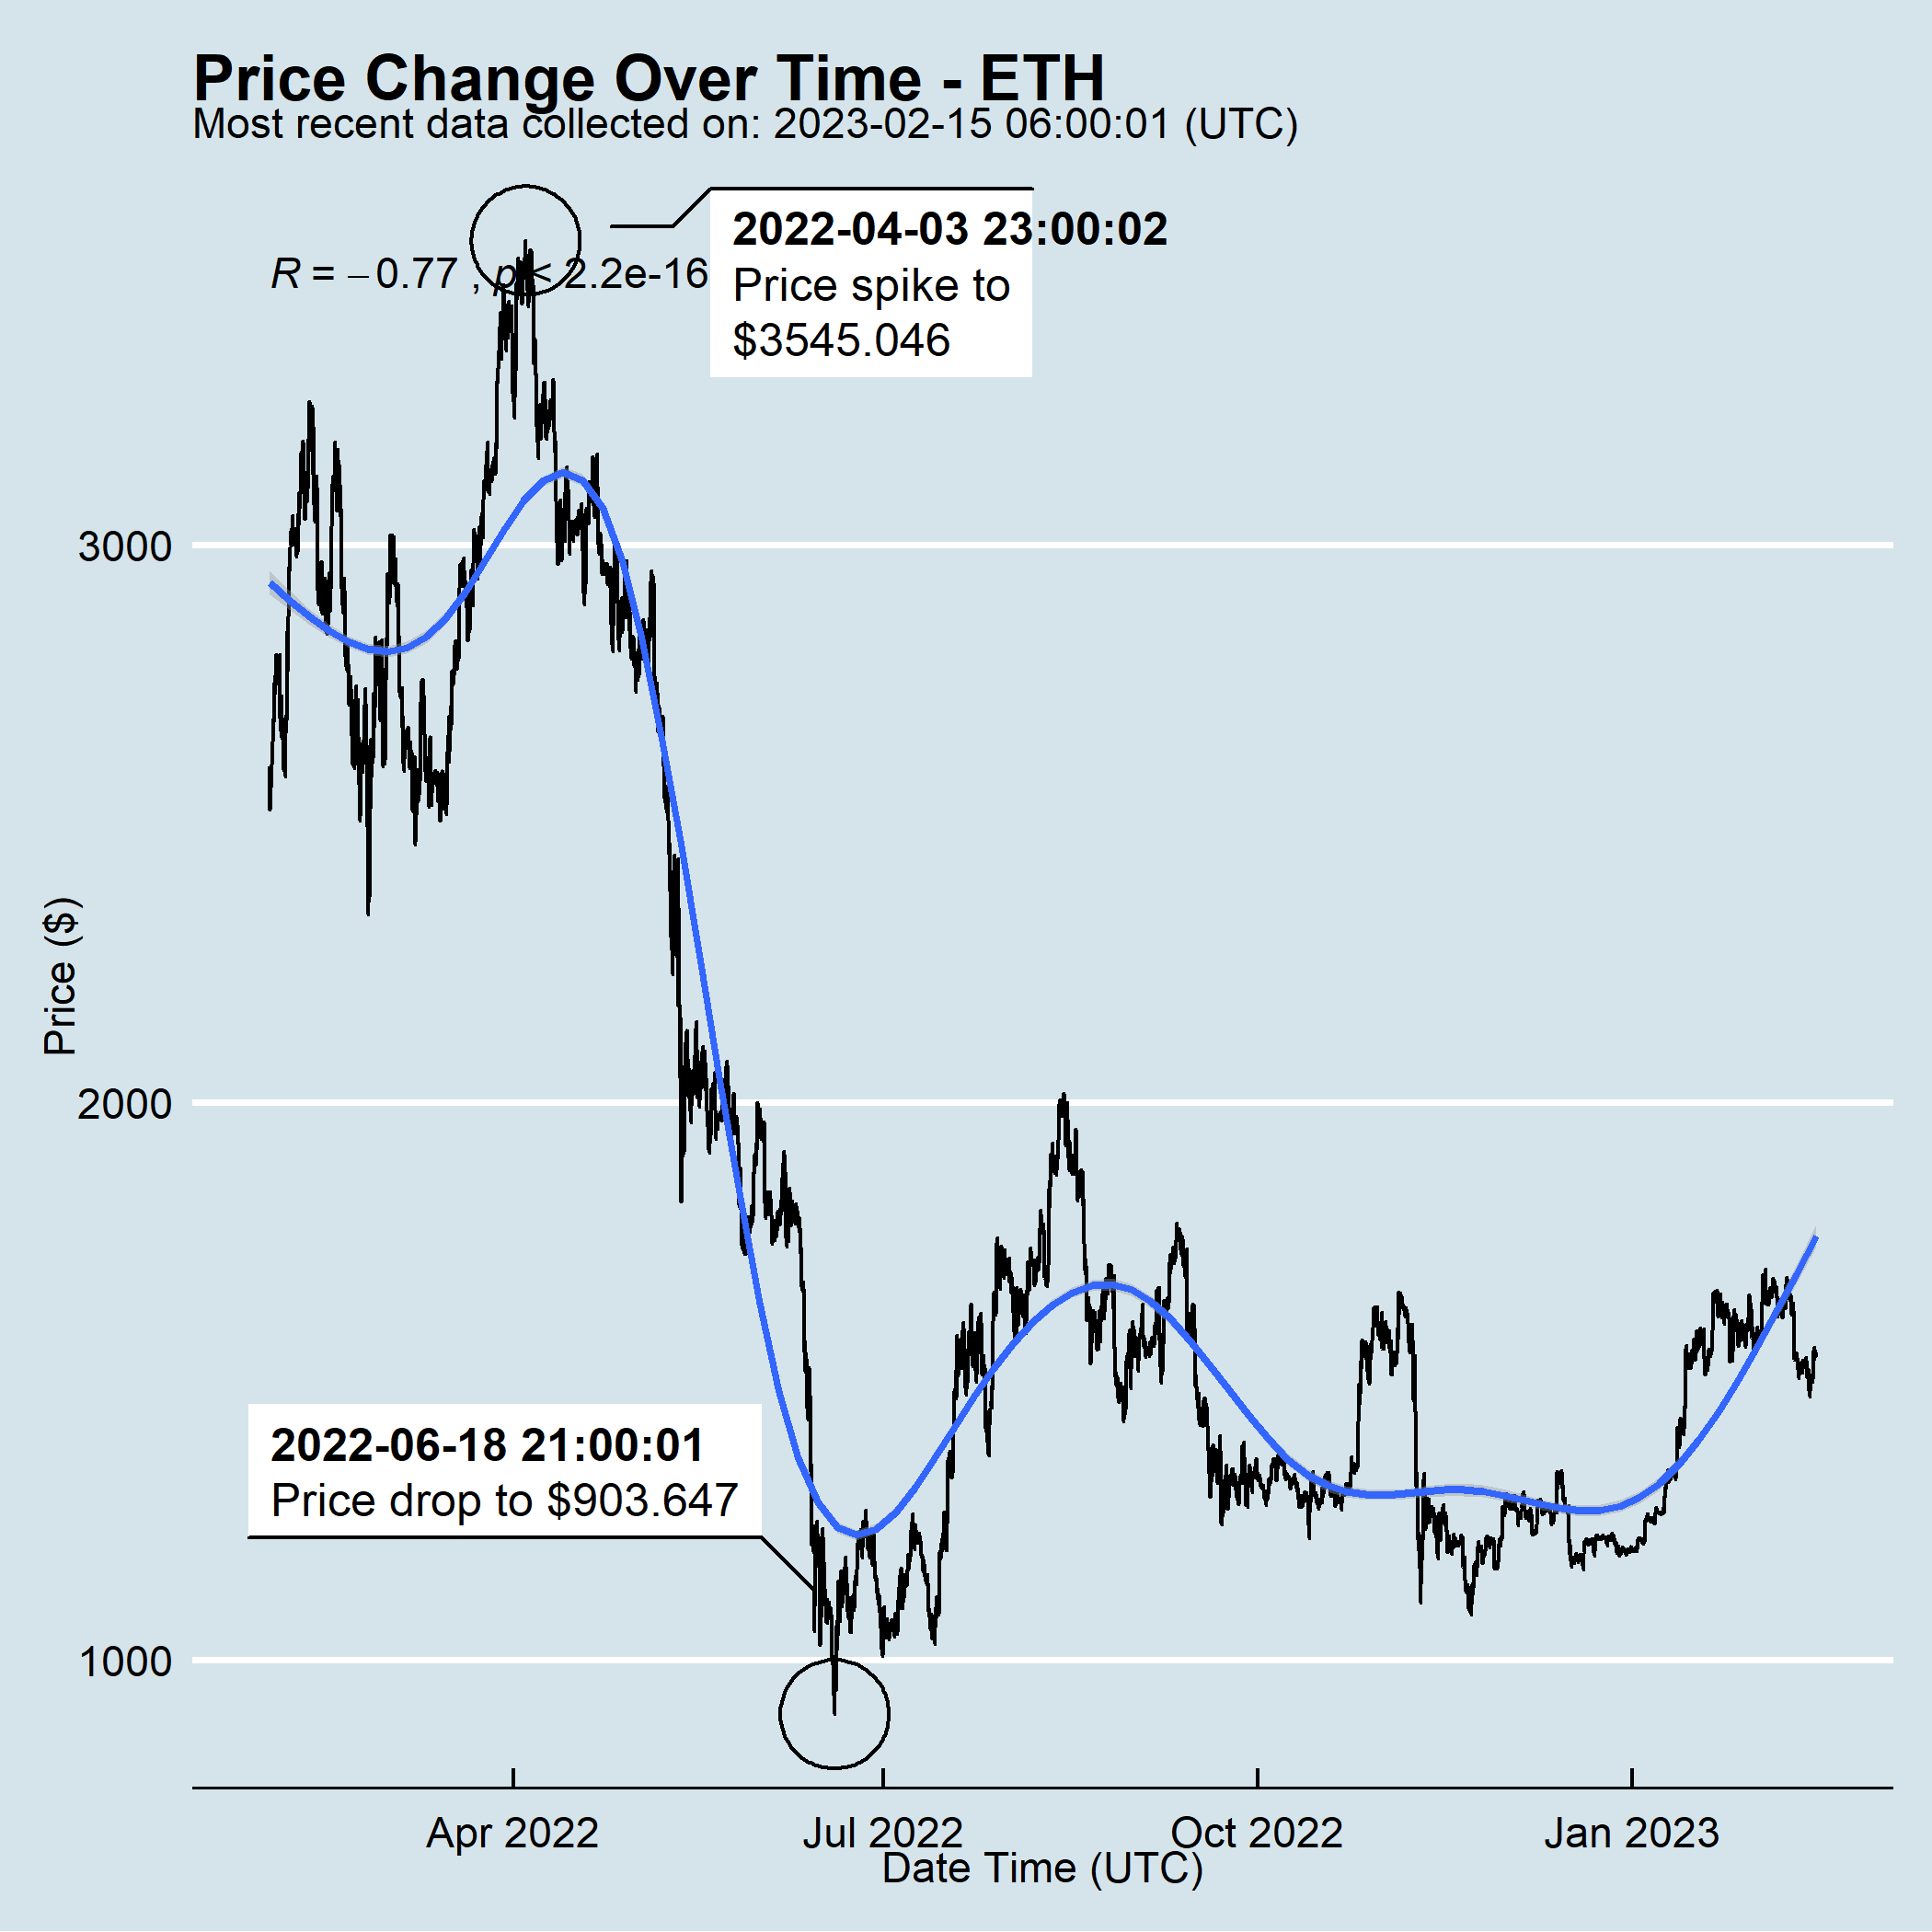 Price Change Over Time - ETH
Most recent data collected on: 2023-02-15 06:00:01 (UTC)
2022-04-03 23:00:02
Price spike to
$3545.046
R = −0.77 , p < 2.2e-16
3000
2000
1000
Price ($)
2022-06-18 21:00:01
Price drop to $903.647
Apr 2022
Jul 2022
Oct 2022
Jan 2023
Date Time (UTC)